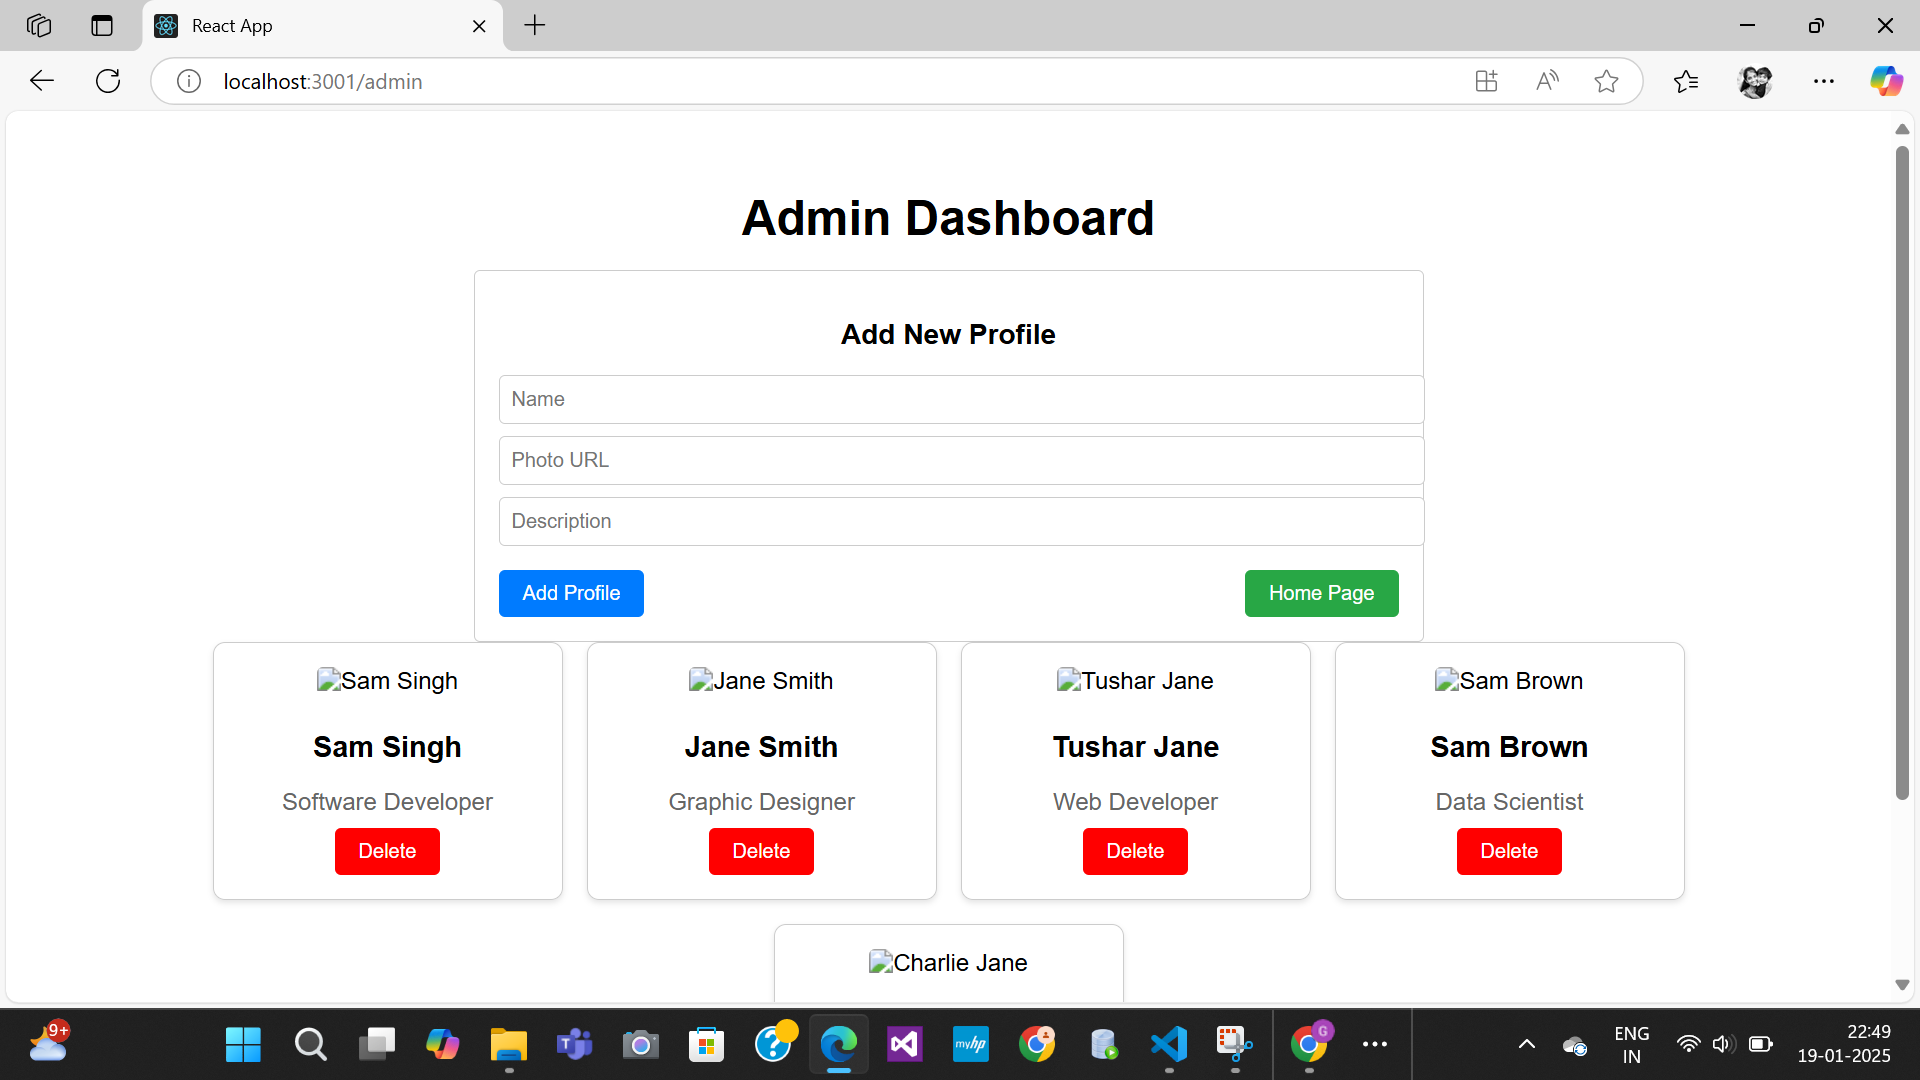 React App
localhost:3001/admin
Admin Dashboard
Add New Profile
Name
Photo URL
Description
Add Profile
Home Page
Sam Singh
Jane Smith
Tushar Jane
Sam Brown
Sam Singh
Jane Smith
Tushar Jane
Sam Brown
Software Developer
Graphic Designer
Web Developer
Data Scientist
Delete
Delete
Delete
Delete
Charlie Jane
9+
myhp
G
ENG
IN
22:49
19-01-2025